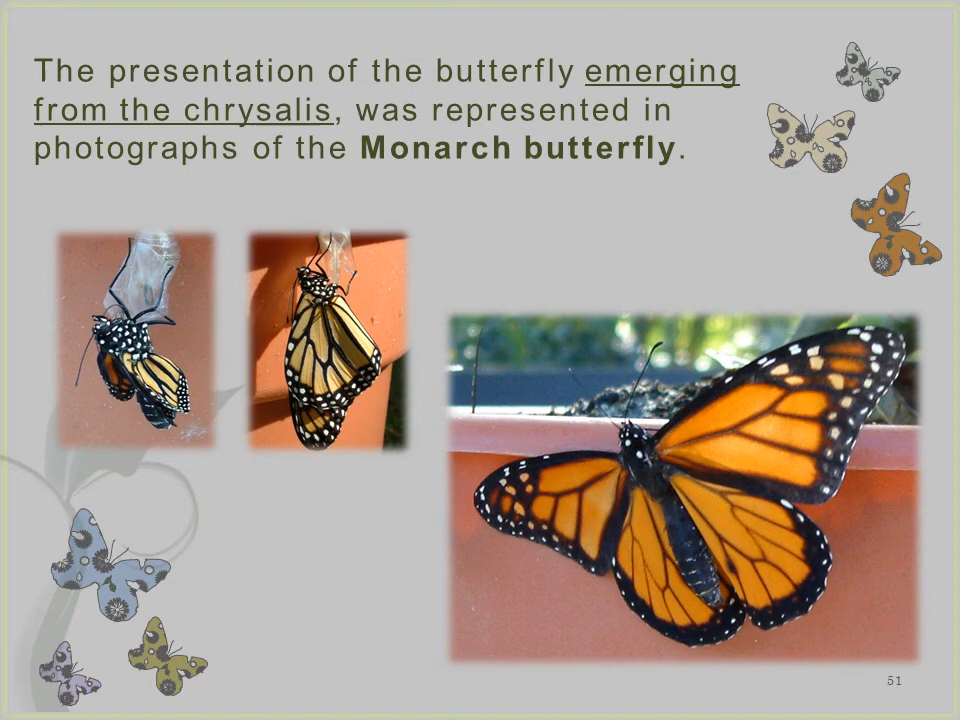 The presentation of the butterfly emerging
from the chrysalis, was represented in
photographs of the Monarch butterfly.
51